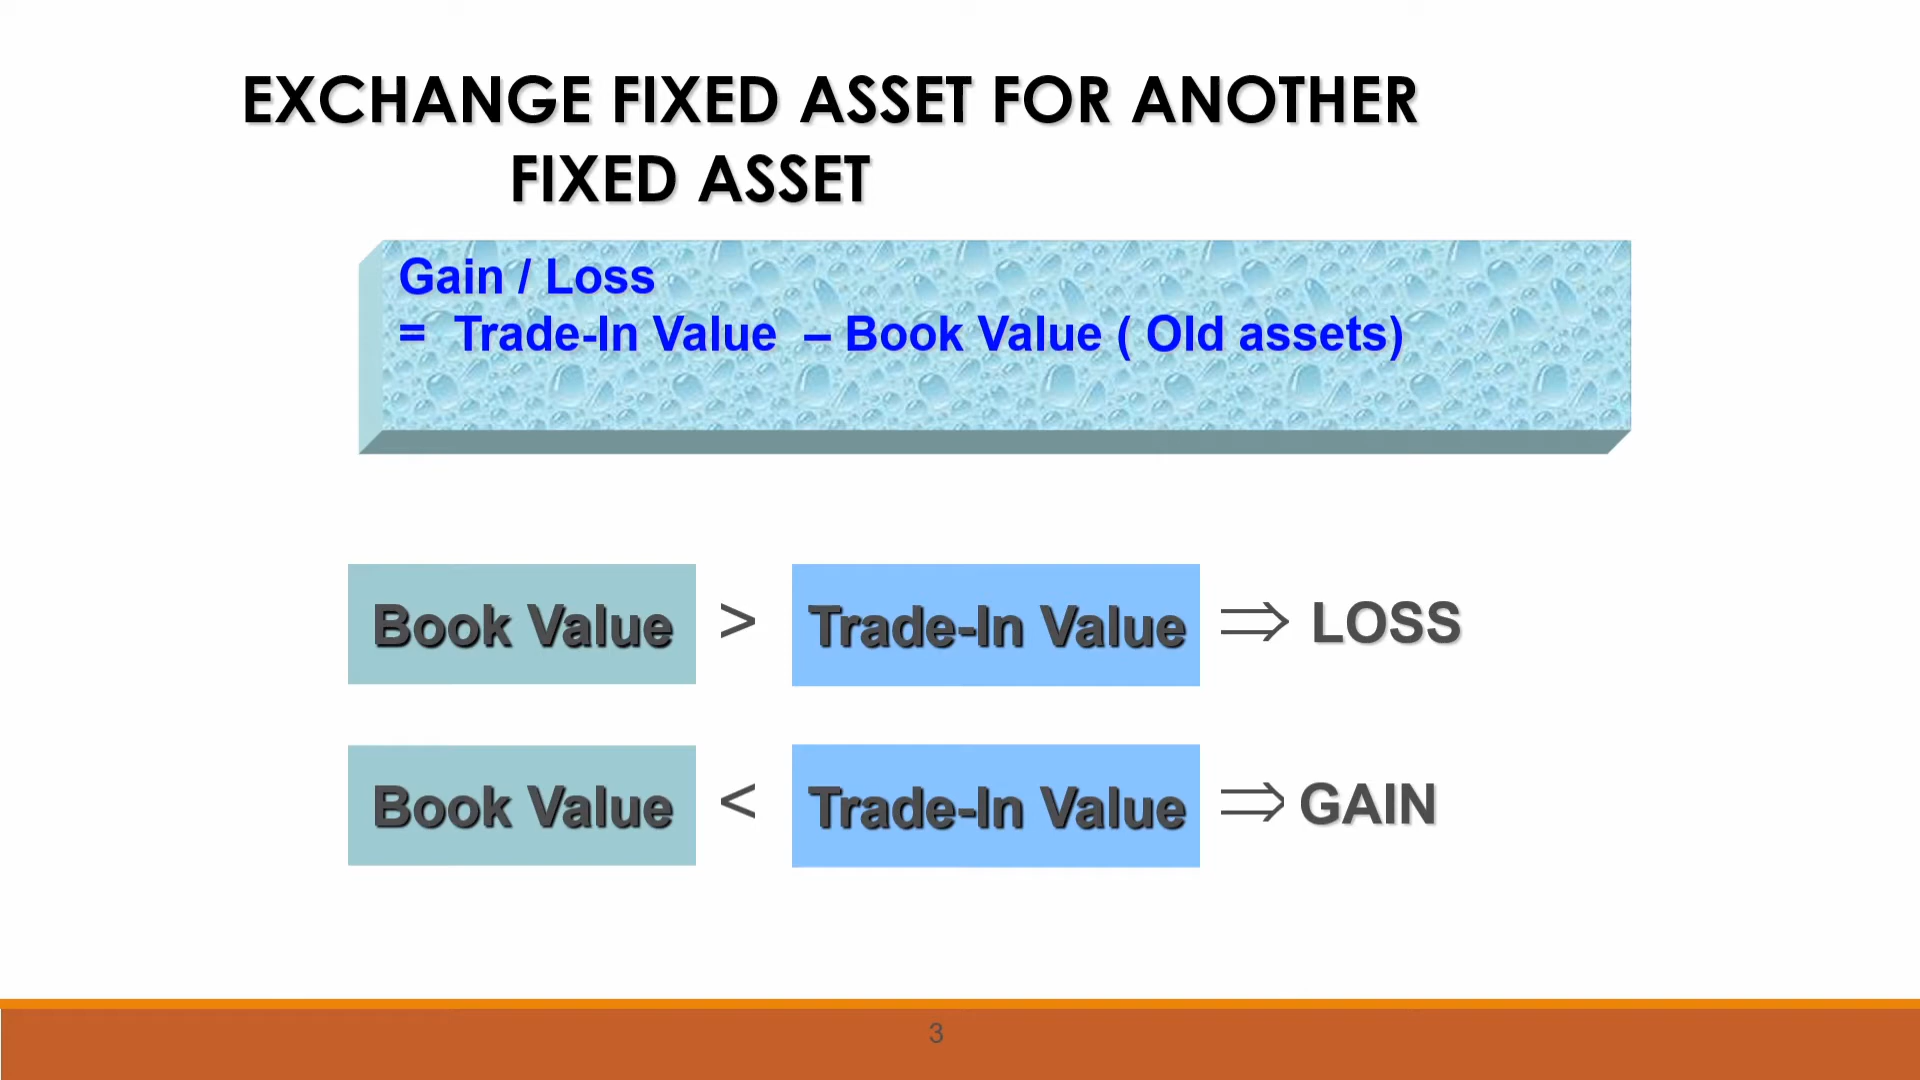 EXCHANGE FIXED ASSET FOR ANOTHER
FIXED ASSET
Gain / Loss
= Trade-In Value – Book Value ( Old assets)
Book Value > Trade-In Value ⇒ LOSS
Book Value < Trade-In Value ⇒ GAIN
3